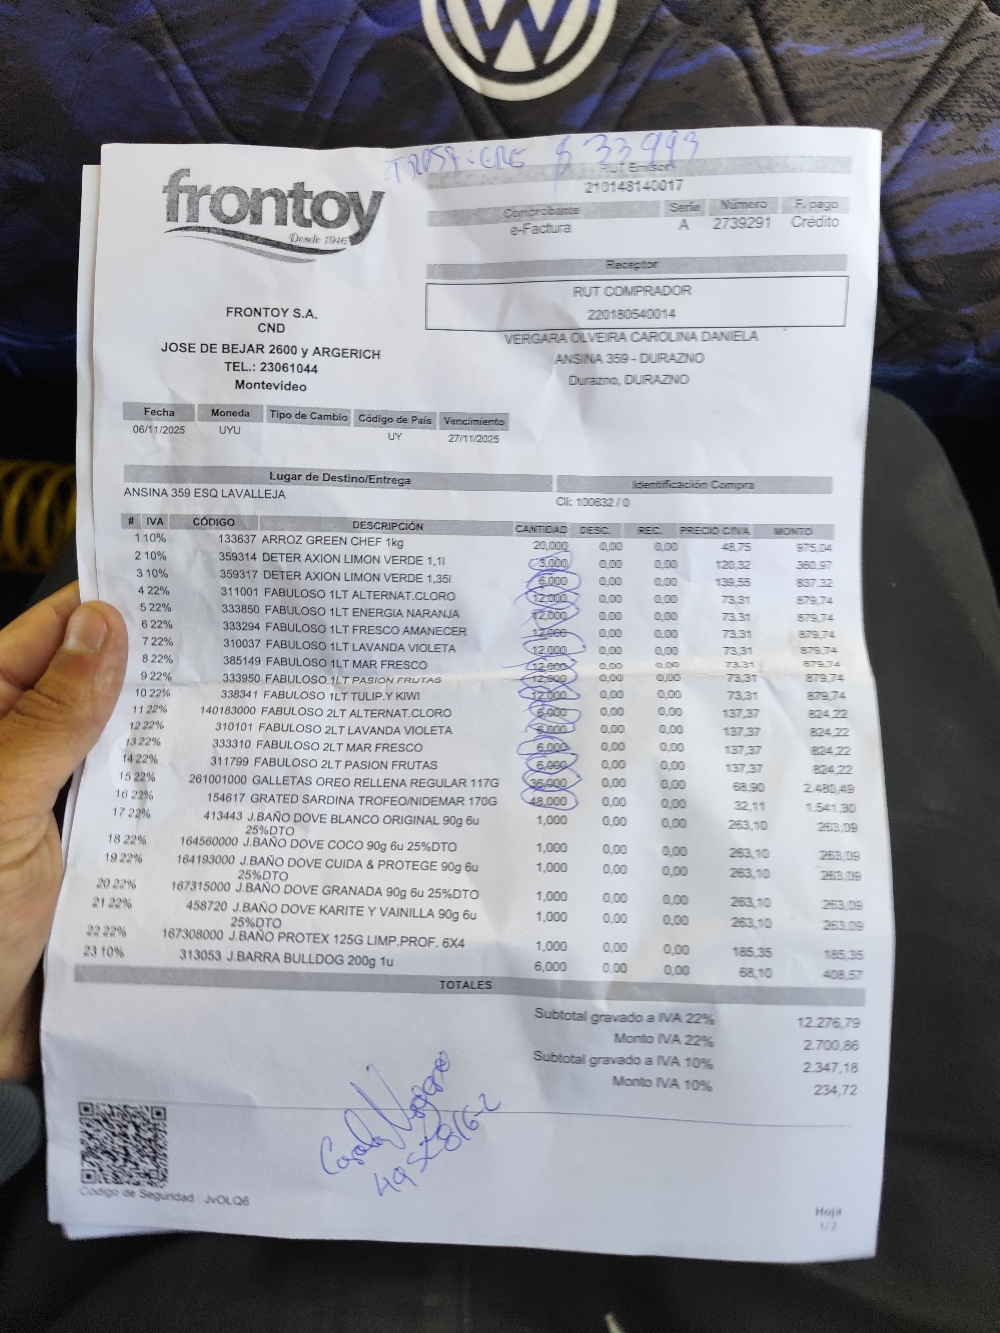 $ 33993
frontoy
Desde 1946
Rut Emisor
210148140017
Comprobante Serie Número F. pago
e-Factura A 2739291 Crédito
Receptor
RUT COMPRADOR
220180540014
VERGARA OLVEIRA CAROLINA DANIELA
ANSINA 359 - DURAZNO
Durazno, DURAZNO
FRONTOY S.A.
CND
JOSE DE BEJAR 2600 y ARGERICH
TEL.: 23061044
Montevideo
Fecha Moneda Tipo de Cambio Código de País Vencimiento
06/11/2025 UYU UY 27/11/2025
Lugar de Destino/Entrega Identificación Compra
ANSINA 359 ESQ LAVALLEJA Cli: 100632 / 0
# IVA CÓDIGO DESCRIPCIÓN CANTIDAD DESC. REC. PRECIO C/IVA MONTO
1 10% 133637 ARROZ GREEN CHEF 1kg 20,000 0,00 0,00 48,75 975,04
2 10% 359314 DETER AXION LIMON VERDE 1,1l 3,000 0,00 0,00 120,32 360,97
3 10% 359317 DETER AXION LIMON VERDE 1,35l 6,000 0,00 0,00 139,55 837,32
4 22% 311001 FABULOSO 1LT ALTERNAT.CLORO 12,000 0,00 0,00 73,31 879,74
5 22% 333850 FABULOSO 1LT ENERGIA NARANJA 12,000 0,00 0,00 73,31 879,74
6 22% 333294 FABULOSO 1LT FRESCO AMANECER 12,000 0,00 0,00 73,31 879,74
7 22% 310037 FABULOSO 1LT LAVANDA VIOLETA 12,000 0,00 0,00 73,31 879,74
8 22% 385149 FABULOSO 1LT MAR FRESCO 12,000 0,00 0,00 73,31 879,74
9 22% 333950 FABULOSO 1LT PASION FRUTAS 12,000 0,00 0,00 73,31 879,74
10 22% 338341 FABULOSO 1LT TULIP.Y KIWI 12,000 0,00 0,00 73,31 879,74
11 22% 140183000 FABULOSO 2LT ALTERNAT.CLORO 6,000 0,00 0,00 137,37 824,22
12 22% 310101 FABULOSO 2LT LAVANDA VIOLETA 6,000 0,00 0,00 137,37 824,22
13 22% 333310 FABULOSO 2LT MAR FRESCO 6,000 0,00 0,00 137,37 824,22
14 22% 311799 FABULOSO 2LT PASION FRUTAS 6,000 0,00 0,00 137,37 824,22
15 22% 261001000 GALLETAS OREO RELLENA REGULAR 117G 36,000 0,00 0,00 68,90 2.480,49
16 22% 154617 GRATED SARDINA TROFEO/NIDEMAR 170G 48,000 0,00 0,00 32,11 1.541,30
17 22% 413443 J.BAÑO DOVE BLANCO ORIGINAL 90g 6u 1,000 0,00 0,00 263,10 263,09
25%DTO
18 22% 164560000 J.BAÑO DOVE COCO 90g 6u 25%DTO 1,000 0,00 0,00 263,10 263,09
19 22% 164193000 J.BAÑO DOVE CUIDA & PROTEGE 90g 6u 1,000 0,00 0,00 263,10 263,09
25%DTO
20 22% 167315000 J.BAÑO DOVE GRANADA 90g 6u 25%DTO 1,000 0,00 0,00 263,10 263,09
21 22% 458720 J.BAÑO DOVE KARITE Y VAINILLA 90g 6u 1,000 0,00 0,00 263,10 263,09
25%DTO
22 22% 167308000 J.BAÑO PROTEX 125G LIMP.PROF. 6X4 1,000 0,00 0,00 185,35 185,35
23 10% 313053 J.BARRA BULLDOG 200g 1u 6,000 0,00 0,00 68,10 408,57
TOTALES
Subtotal gravado a IVA 22% 12.276,79
Monto IVA 22% 2.700,86
Subtotal gravado a IVA 10% 2.347,18
Monto IVA 10% 234,72
Código de Seguridad : JvOLQ6
Hoja
1 / 2